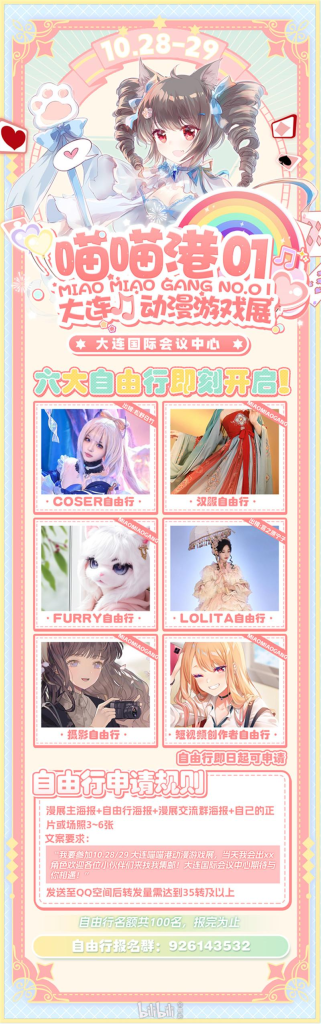 10.28-29
喵喵港01
MIAO MIAO GANG NO.01
大连动漫游戏展
大连国际会议中心
六大自由行即刻开启!
MIAOMIAOGANG
· COSER自由行 ·
· 汉服自由行 ·
MIAOMIAOGANG
· FURRY自由行 ·
· LOLITA自由行 ·
MIAOMIAOGANG
MIAOMIAOGANG
· 摄影自由行 ·
· 短视频创作者自由行 ·
自由行即日起可申请
自由行申请规则
漫展主海报+自由行海报+漫展交流群海报+自己的正
片或场照3~6张
文案要求：
我要参加10.28/29 大连喵喵港动漫游戏展，当天我会出xx
角色欢迎各位小伙伴们来找我集邮！大连国际会议中心期待与
你相遇！
发送至QQ空间后转发量需达到35转及以上
自由行名额共100名，报完为止
自由行报名群：926143532
bilibili